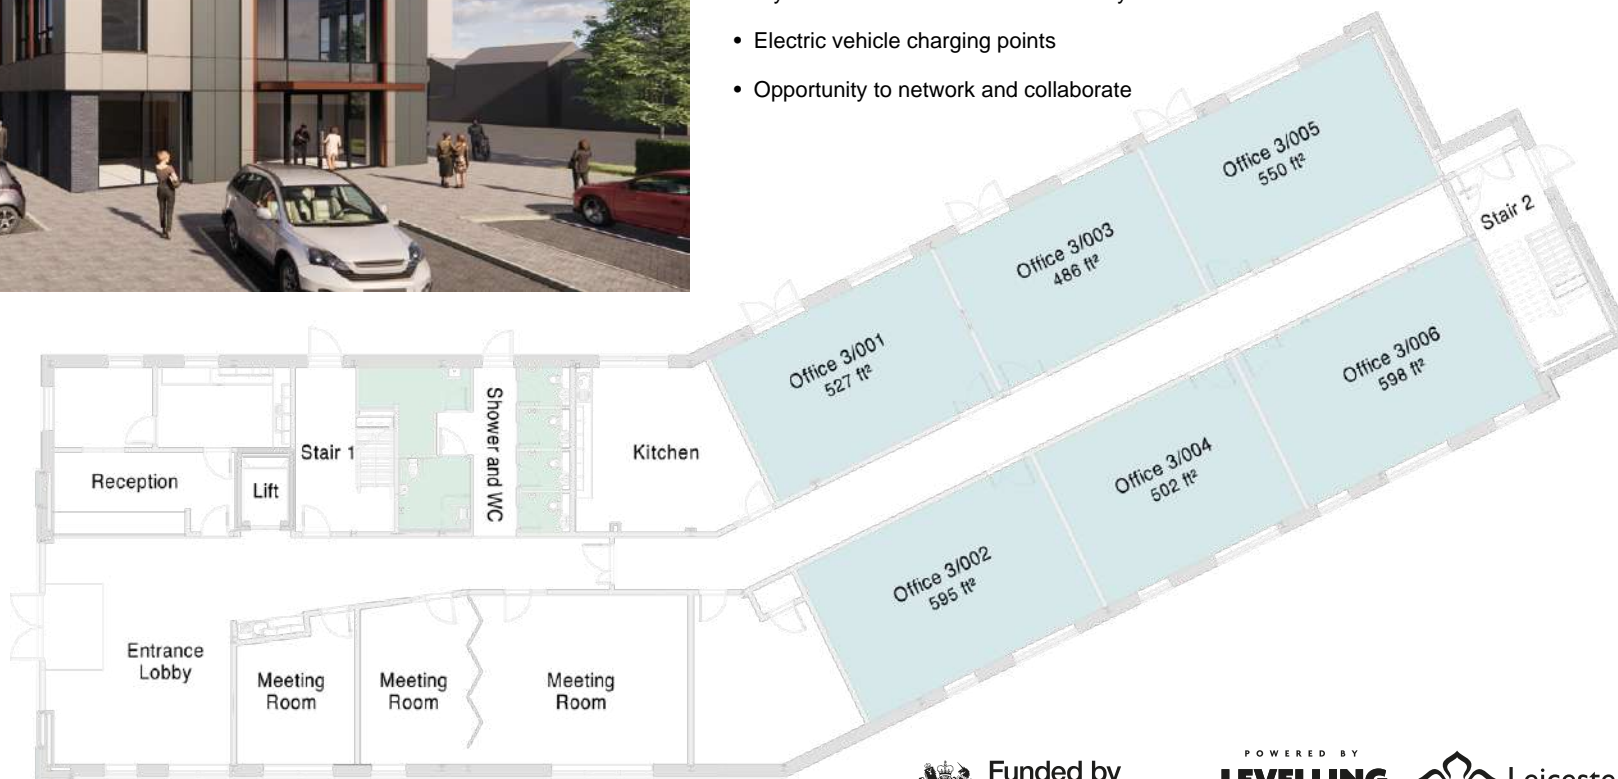 • Electric vehicle charging points
• Opportunity to network and collaborate
Office 3/005
550 ft²
Stair 2
Office 3/003
486 ft²
Office 3/001
527 ft²
Office 3/006
598 ft²
Office 3/004
502 ft²
Office 3/002
595 ft²
Reception
Lift
Stair 1
Shower and WC
Kitchen
Entrance
Lobby
Meeting
Room
Meeting
Room
Meeting
Room
Funded by
POWERED BY
LEVELLING
Leicester